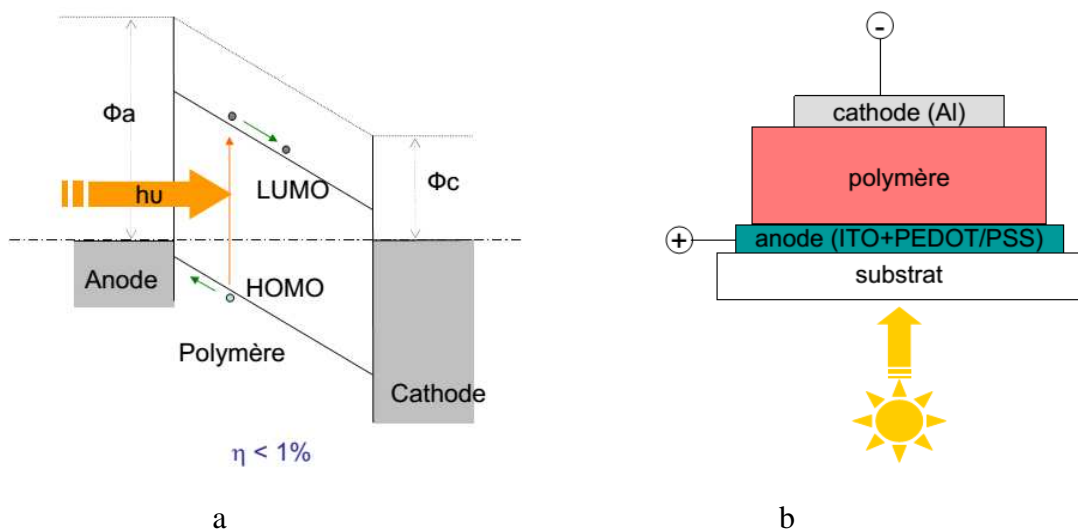 Φa
hυ
LUMO
Φc
Anode
HOMO
Polymère
Cathode
η < 1%
a
-
cathode (Al)
polymère
+
anode (ITO+PEDOT/PSS)
substrat
b